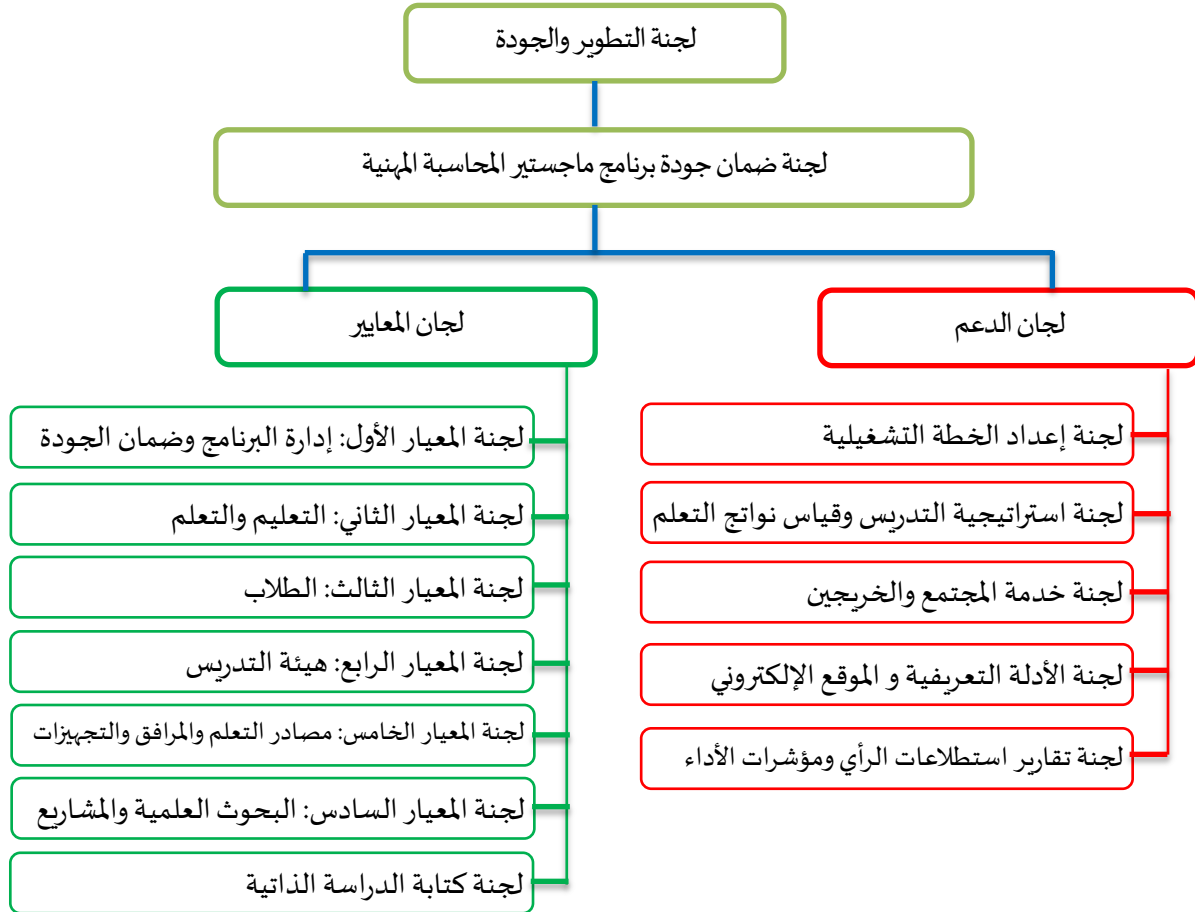 لجنة التطوير والجودة
لجنة ضمان جودة برنامج ماجستير المحاسبة المهنية
لجان الدعم
لجنة إعداد الخطة التشغيلية
لجنة استراتيجية التدريس وقياس نواتج التعلم
لجنة خدمة المجتمع والخريجين
لجنة الأدلة التعريفية و الموقع الإلكتروني
لجنة تقارير استطلاعات الرأي ومؤشرات الأداء
لجان المعايير
لجنة المعيار الأول: إدارة البرنامج وضمان الجودة
لجنة المعيار الثاني: التعليم والتعلم
لجنة المعيار الثالث: الطلاب
لجنة المعيار الرابع: هيئة التدريس
لجنة المعيار الخامس: مصادر التعلم والمرافق والتجهيزات
لجنة المعيار السادس: البحوث العلمية والمشاريع
لجنة كتابة الدراسة الذاتية